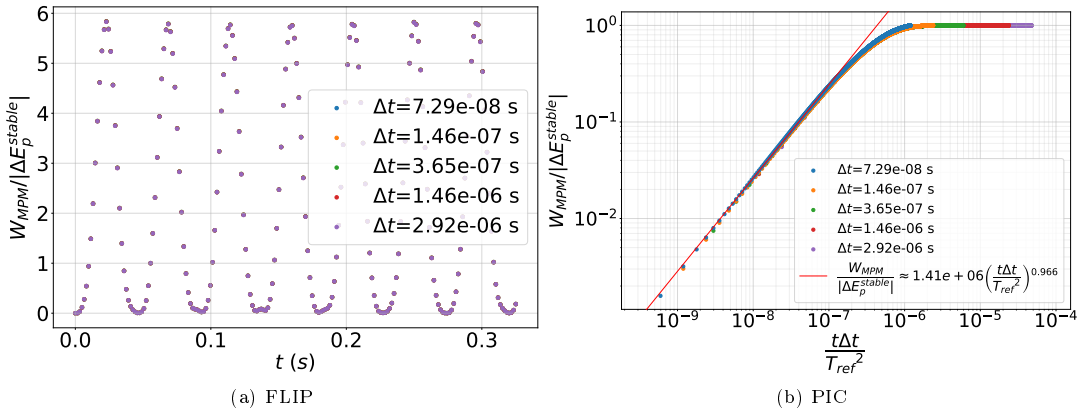 6
5
4
3
2
1
0
W_MPM/|ΔE_p^stable|
Δt=7.29e-08 s
Δt=1.46e-07 s
Δt=3.65e-07 s
Δt=1.46e-06 s
Δt=2.92e-06 s
0.0 0.1 0.2 0.3
t (s)
(a) FLIP
10^0
10^-1
10^-2
W_MPM/|ΔE_p^stable|
Δt=7.29e-08 s
Δt=1.46e-07 s
Δt=3.65e-07 s
Δt=1.46e-06 s
Δt=2.92e-06 s
W_MPM/|ΔE_p^stable| ≈ 1.41e + 06(tΔt/T_ref^2)^0.966
10^-9 10^-8 10^-7 10^-6 10^-5 10^-4
tΔt/T_ref^2
(b) PIC